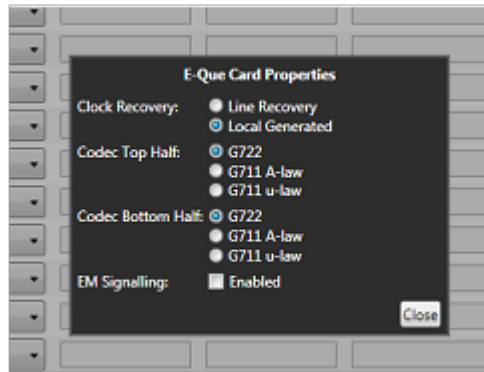 E-Que Card Properties
Clock Recovery: Line Recovery
Local Generated
Codec Top Half: G722
G711 A-law
G711 u-law
Codec Bottom Half: G722
G711 A-law
G711 u-law
EM Signalling: Enabled
Close